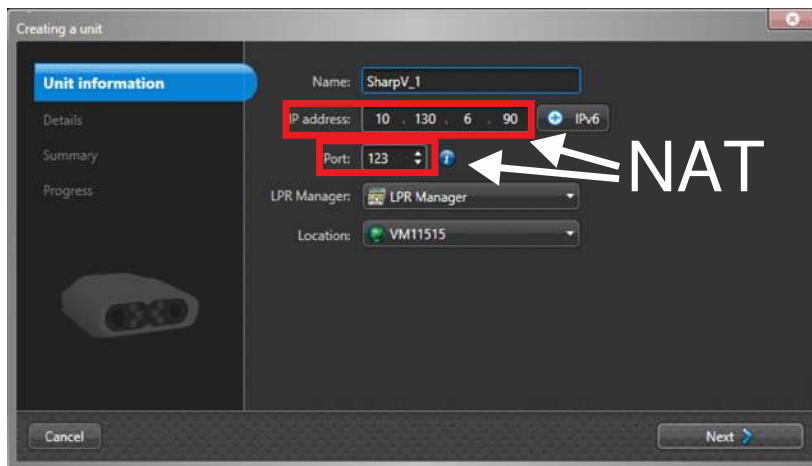 Creating a unit
Unit information
Details
Summary
Progress
Name: SharpV_1
IP address: 10 . 130 . 6 . 90 IPv6
Port: 123
NAT
LPR Manager: LPR Manager
Location: VM11515
Cancel
Next